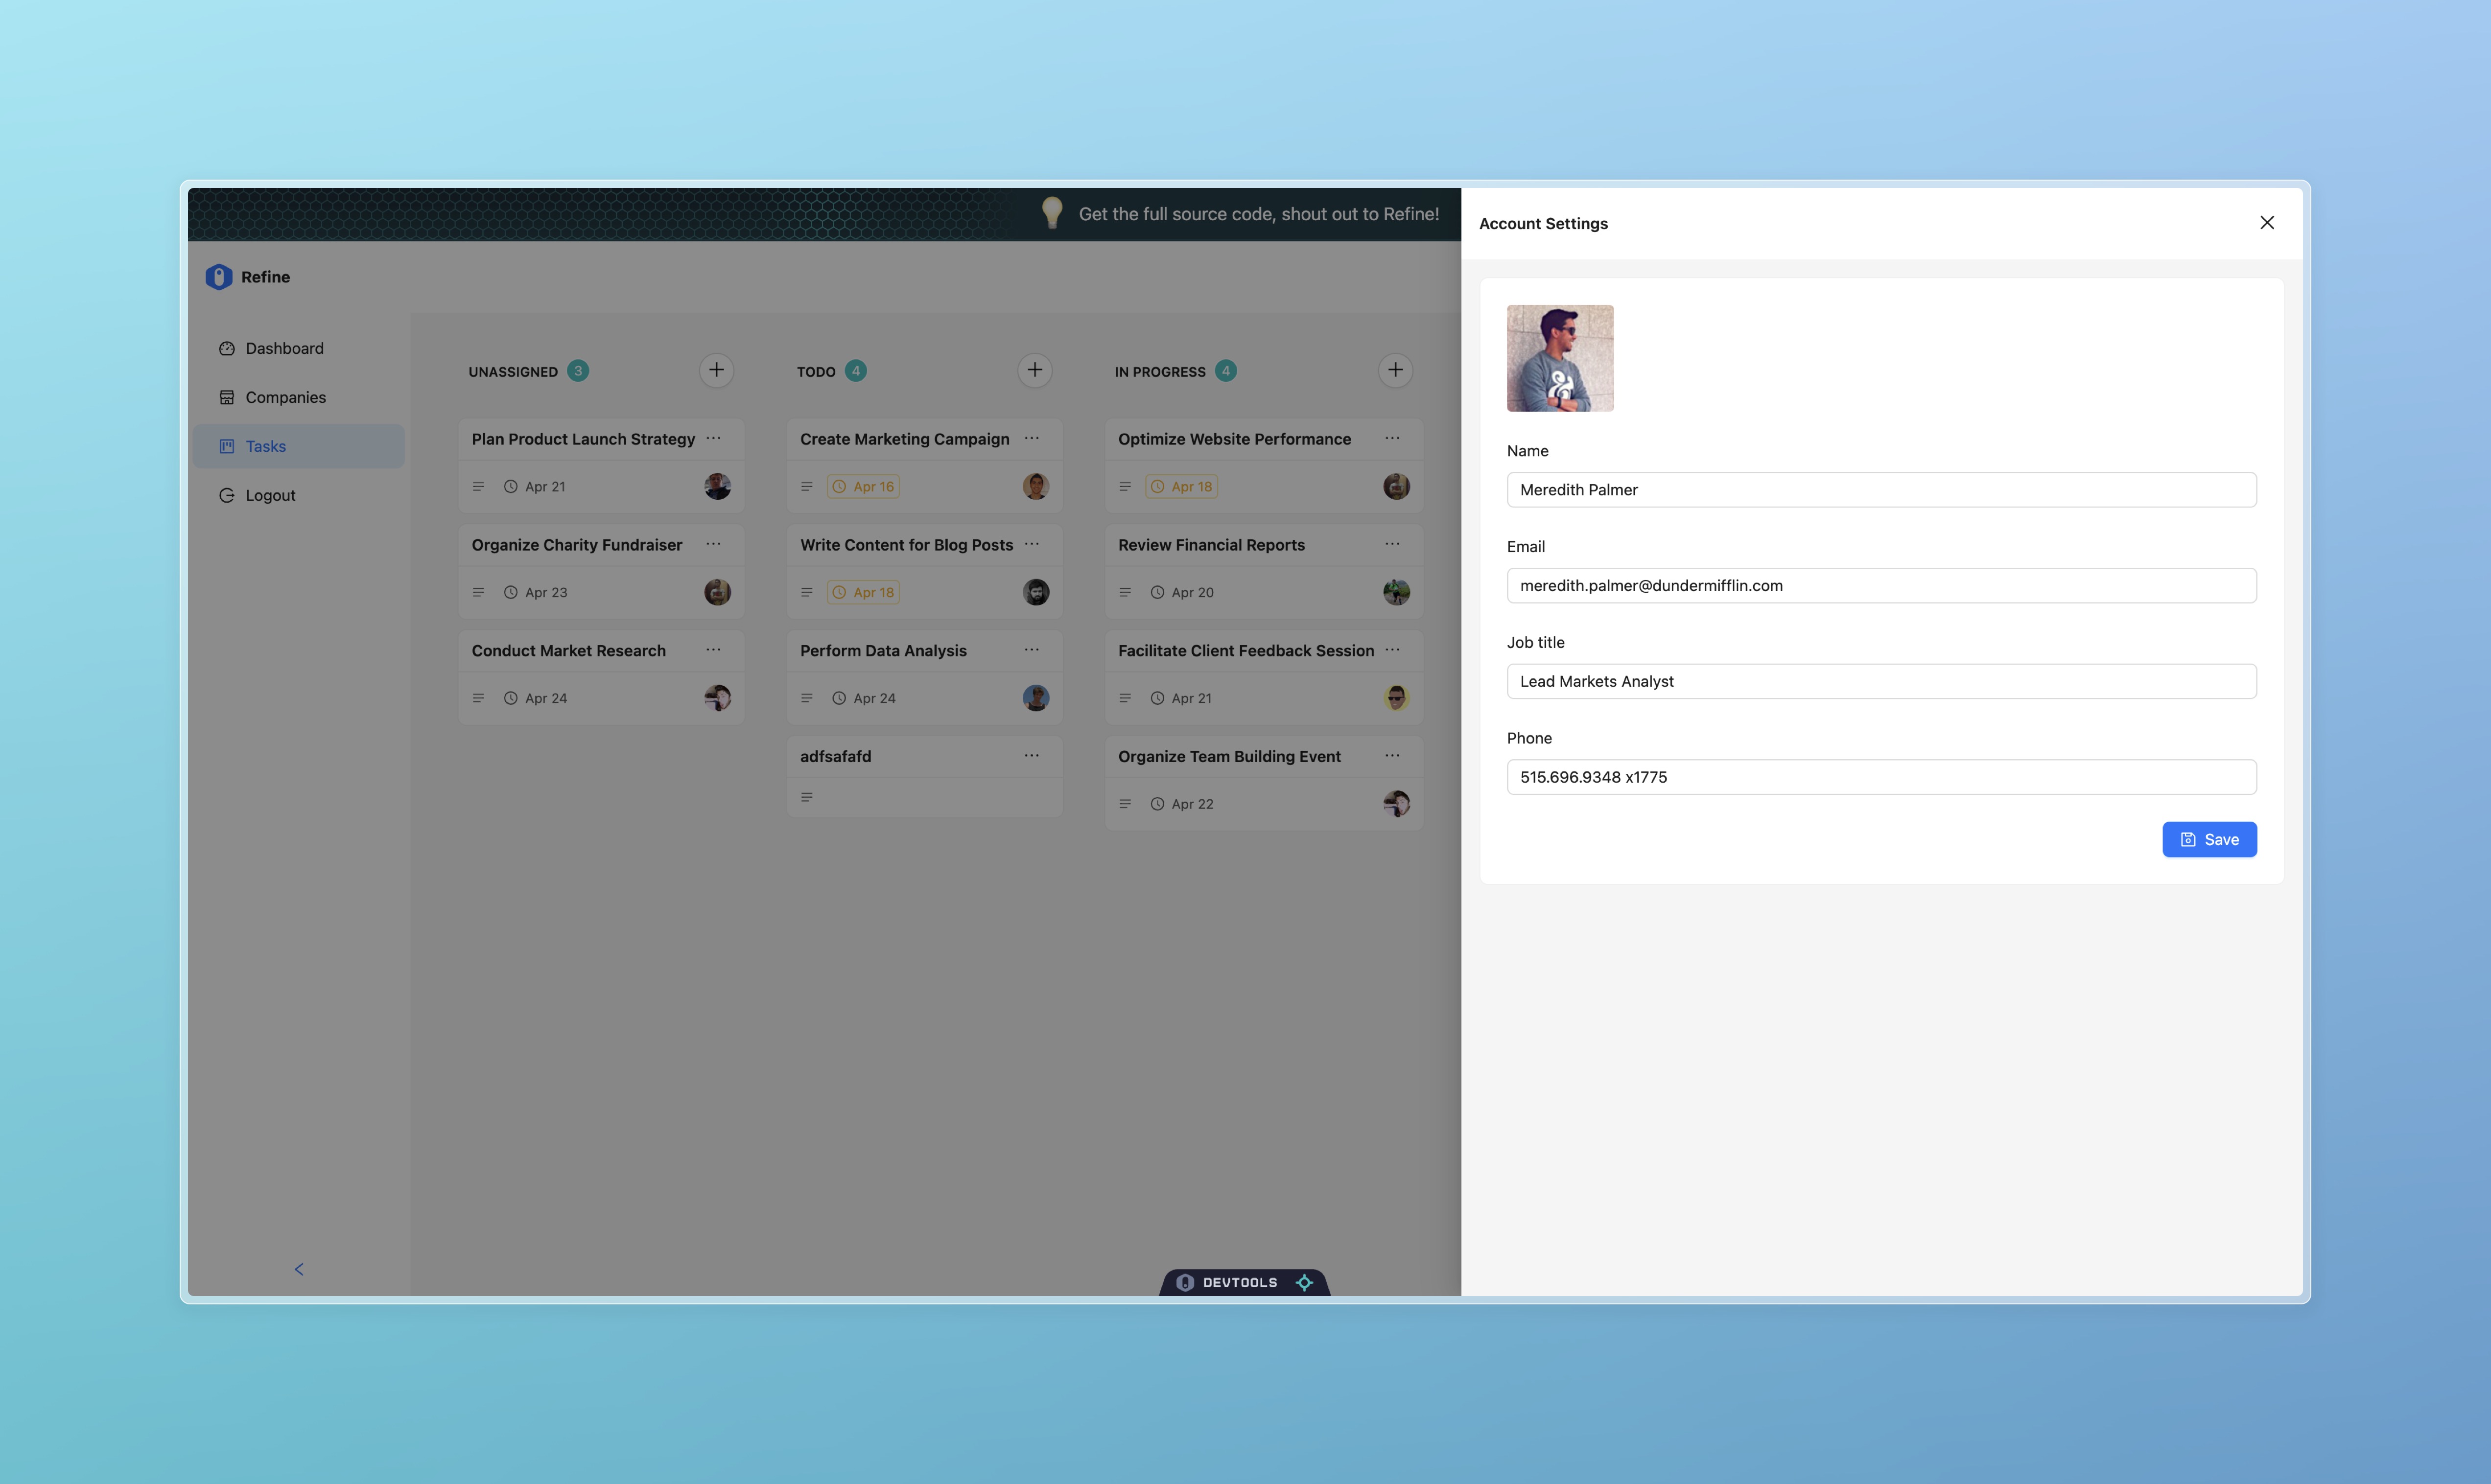 Get the full source code, shout out to Refine!
Refine
Dashboard
Companies
Tasks
Logout
UNASSIGNED 3
Plan Product Launch Strategy
Apr 21
Organize Charity Fundraiser
Apr 23
Conduct Market Research
Apr 24
TODO 4
Create Marketing Campaign
Apr 16
Write Content for Blog Posts
Apr 18
Perform Data Analysis
Apr 24
adfsafafd
IN PROGRESS 4
Optimize Website Performance
Apr 18
Review Financial Reports
Apr 20
Facilitate Client Feedback Session
Apr 21
Organize Team Building Event
Apr 22
DEVTOOLS
Account Settings
Name
Meredith Palmer
Email
meredith.palmer@dundermifflin.com
Job title
Lead Markets Analyst
Phone
515.696.9348 x1775
Save